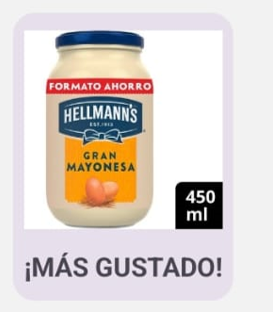 FORMATO AHORRO
HELLMANN'S
EST. 1913
GRAN
MAYONESA
450
ml
¡MÁS GUSTADO!